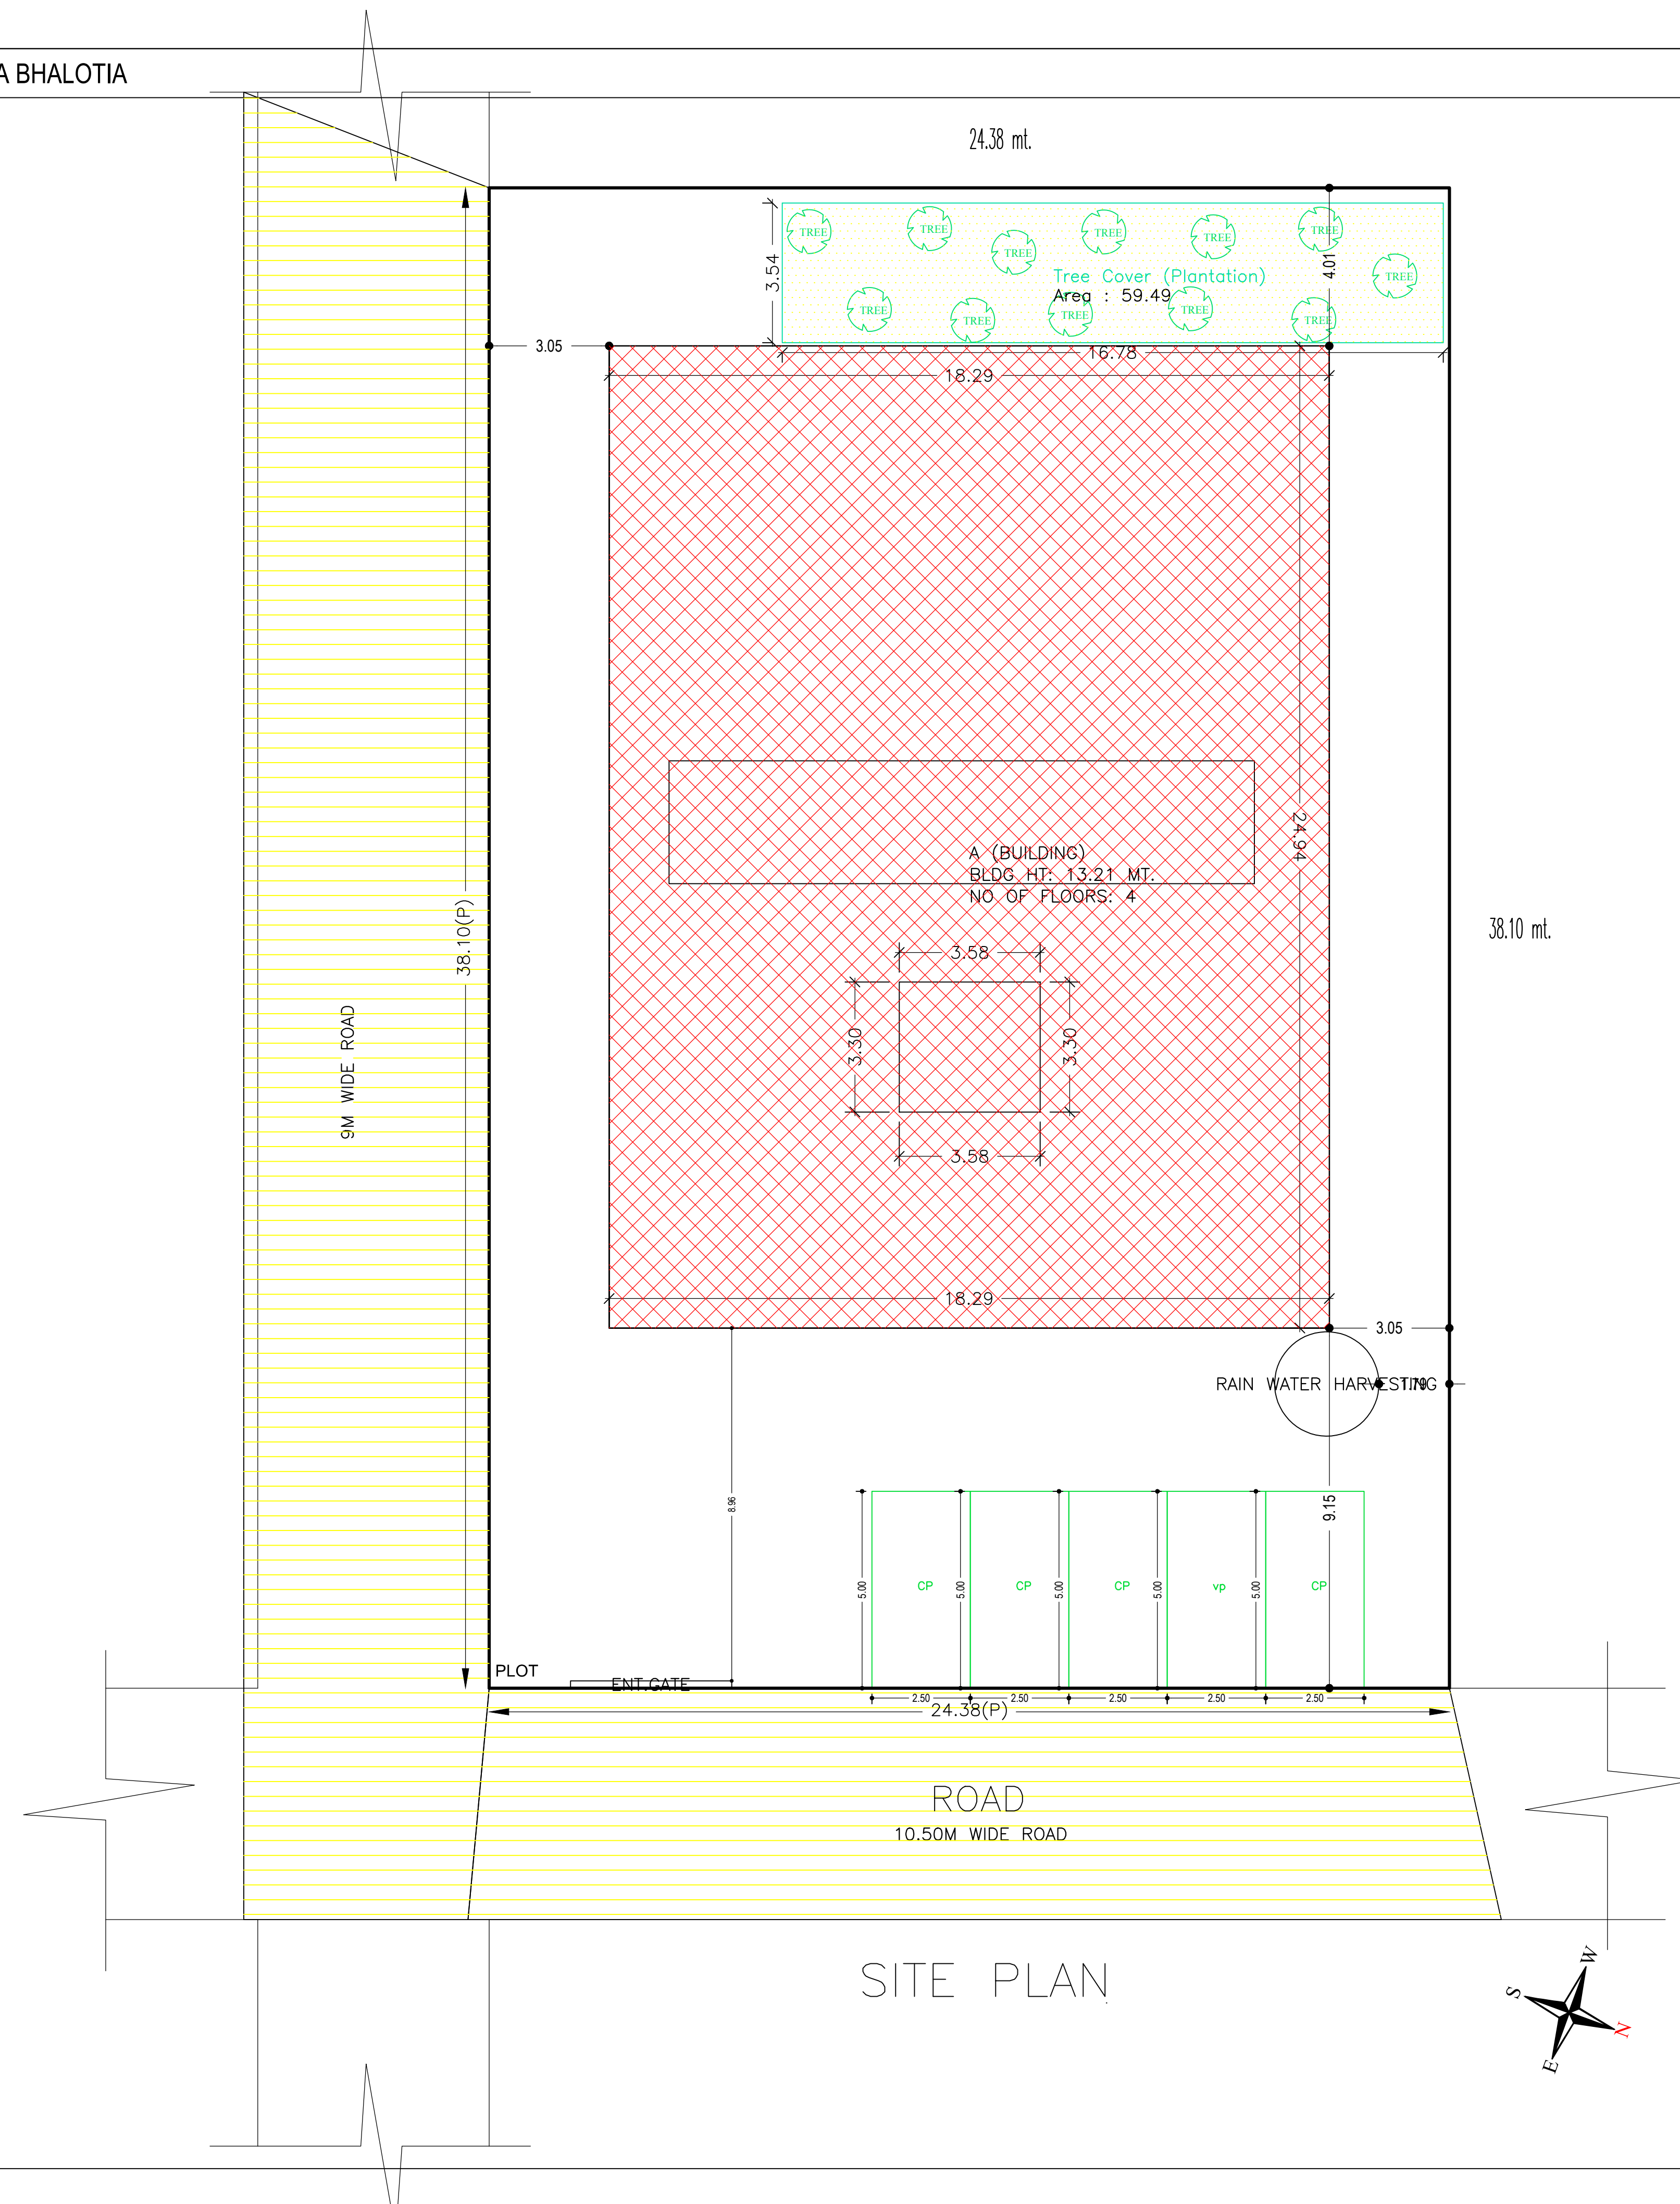 A BHALOTIA
24.38 mt.
TREE
TREE
TREE
TREE
TREE
TREE
TREE
TREE
TREE
TREE
TREE
TREE
Tree Cover (Plantation)
Area : 59.49
3.54
4.01
3.05
16.78
18.29
24.94
A (BUILDING)
BLDG HT: 13.21 MT.
NO OF FLOORS: 4
38.10(P)
38.10 mt.
3.58
3.30
3.30
3.58
9M WIDE ROAD
18.29
3.05
RAIN WATER HARVESTING
1.79
8.96
9.15
5.00
CP
5.00
CP
5.00
CP
5.00
vp
5.00
CP
PLOT
ENT.GATE
2.50
2.50
2.50
2.50
2.50
24.38(P)
ROAD
10.50M WIDE ROAD
SITE PLAN
W
S
N
E